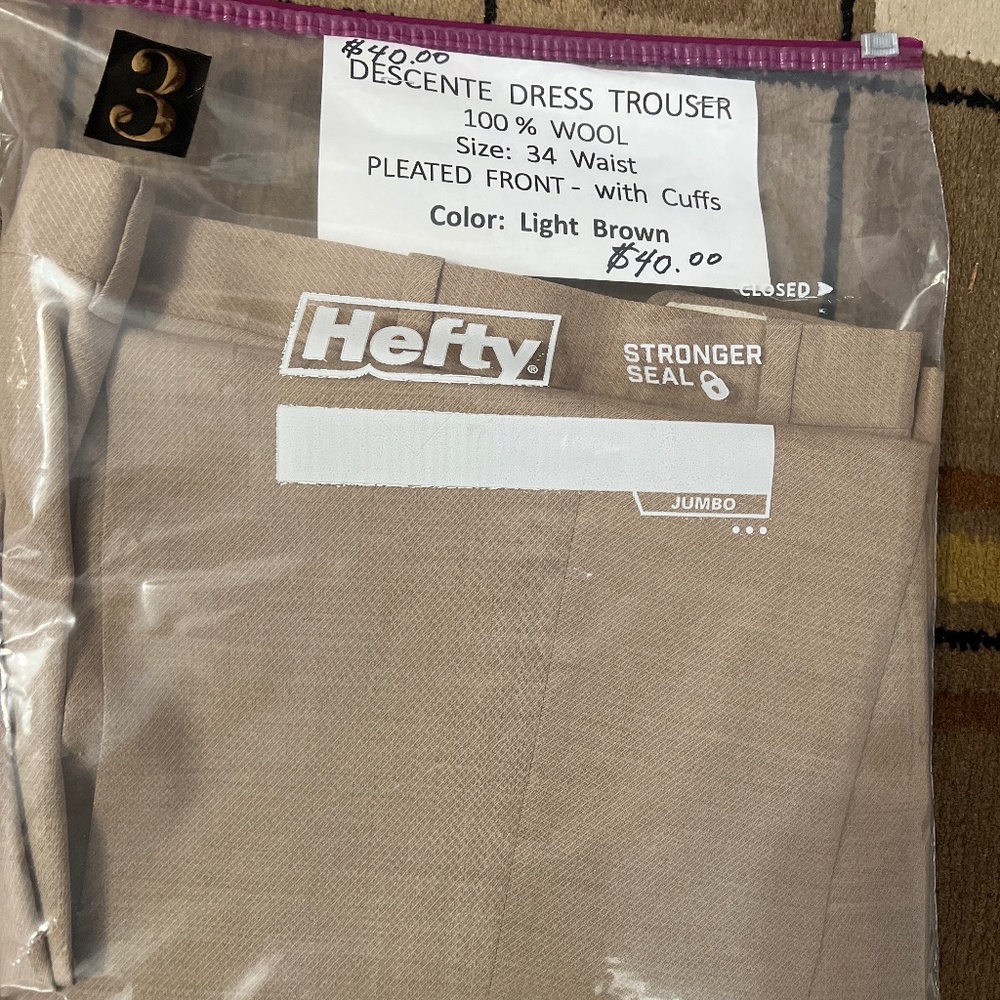 3
$40.00
DESCENTE DRESS TROUSER
100 % WOOL
Size: 34 Waist
PLEATED FRONT - with Cuffs
Color: Light Brown
$40.00
CLOSED
Hefty®
STRONGER
SEAL
JUMBO